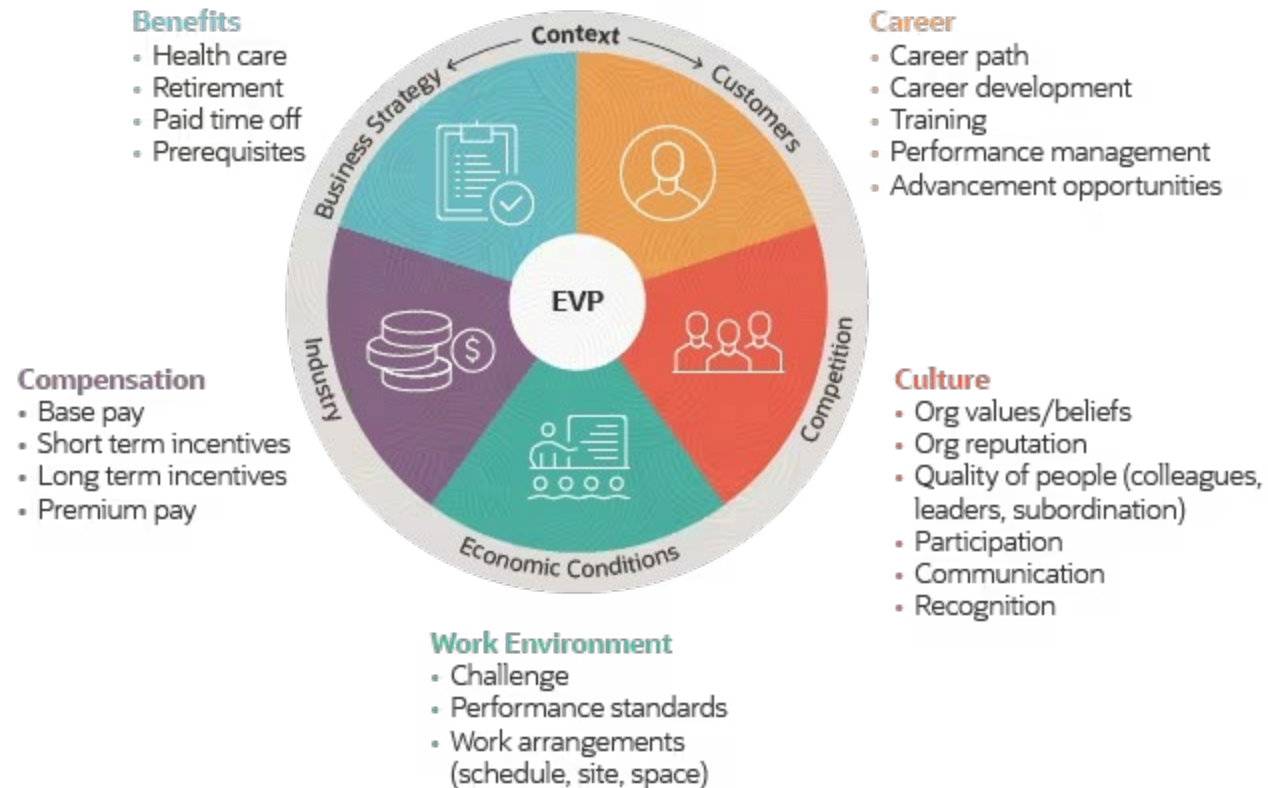 Benefits
• Health care
• Retirement
• Paid time off
• Prerequisites
Context
Business Strategy
Customers
Industry
Competition
Economic Conditions
EVP
Career
• Career path
• Career development
• Training
• Performance management
• Advancement opportunities
Compensation
• Base pay
• Short term incentives
• Long term incentives
• Premium pay
$
Culture
• Org values/beliefs
• Org reputation
• Quality of people (colleagues,
leaders, subordination)
• Participation
• Communication
• Recognition
Work Environment
• Challenge
• Performance standards
• Work arrangements
(schedule, site, space)